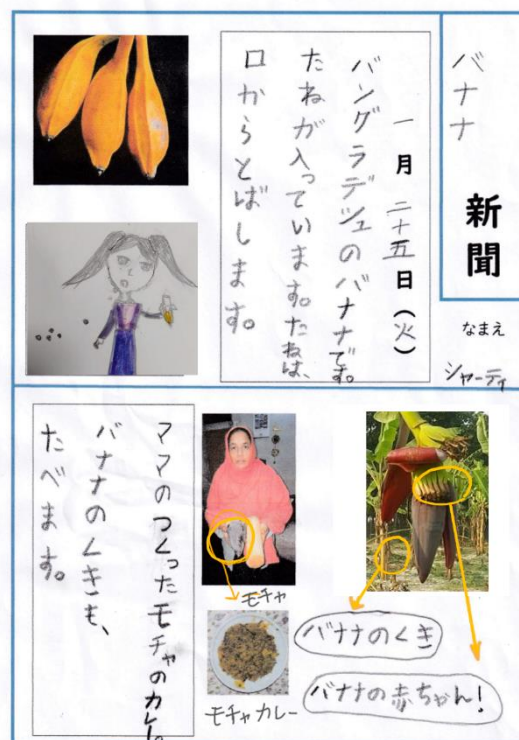 バナナ
新聞
なまえ
シャーティ
一月二十五日(火)
バングラデシュのバナナです。
たねが入っています。たねは、
口からとばします。
モチャ
モチャカレー
バナナのくき
バナナの赤ちゃん!
ママのつくったモチャのカレー。
バナナのくきも、
たべます。